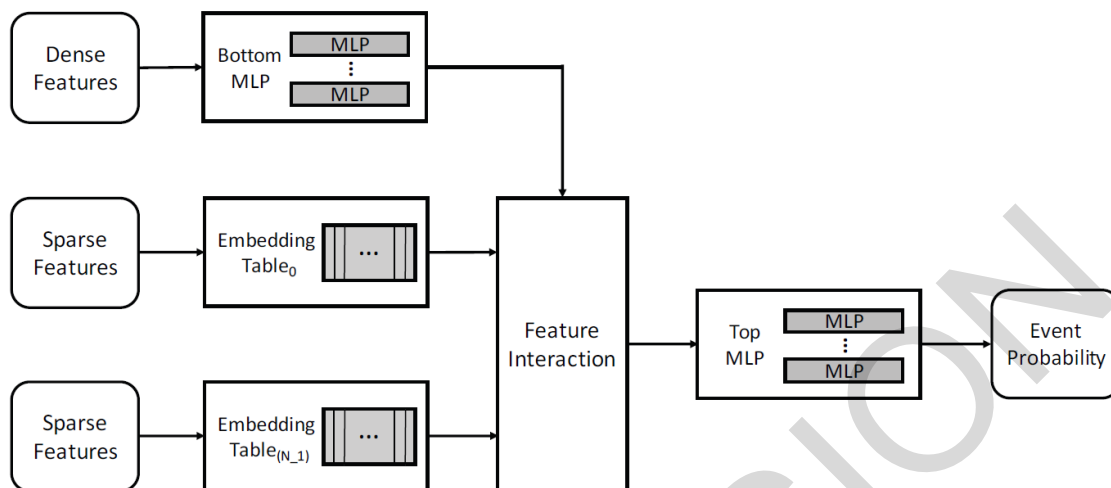 Dense
Features
Bottom
MLP
MLP
⋮
MLP
Sparse
Features
Embedding
Table₀
...
Sparse
Features
Embedding
Table₍N_1₎
...
Feature
Interaction
Top
MLP
MLP
⋮
MLP
Event
Probability
SION